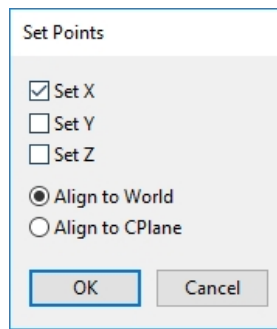 Set Points
Set X
Set Y
Set Z
Align to World
Align to CPlane
OK Cancel